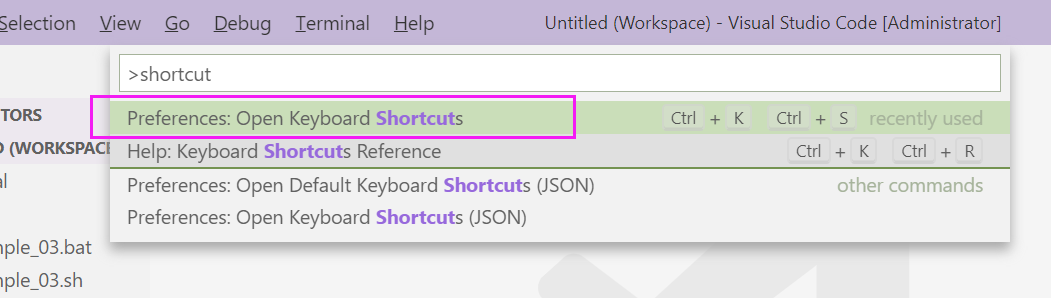 Selection View Go Debug Terminal Help Untitled (Workspace) - Visual Studio Code [Administrator]
>shortcut
TORS
Preferences: Open Keyboard Shortcuts Ctrl + K Ctrl + S recently used
(WORKSPACE
Help: Keyboard Shortcuts Reference Ctrl + K Ctrl + R
Preferences: Open Default Keyboard Shortcuts (JSON) other commands
Preferences: Open Keyboard Shortcuts (JSON)
nple_03.bat
nple_03.sh